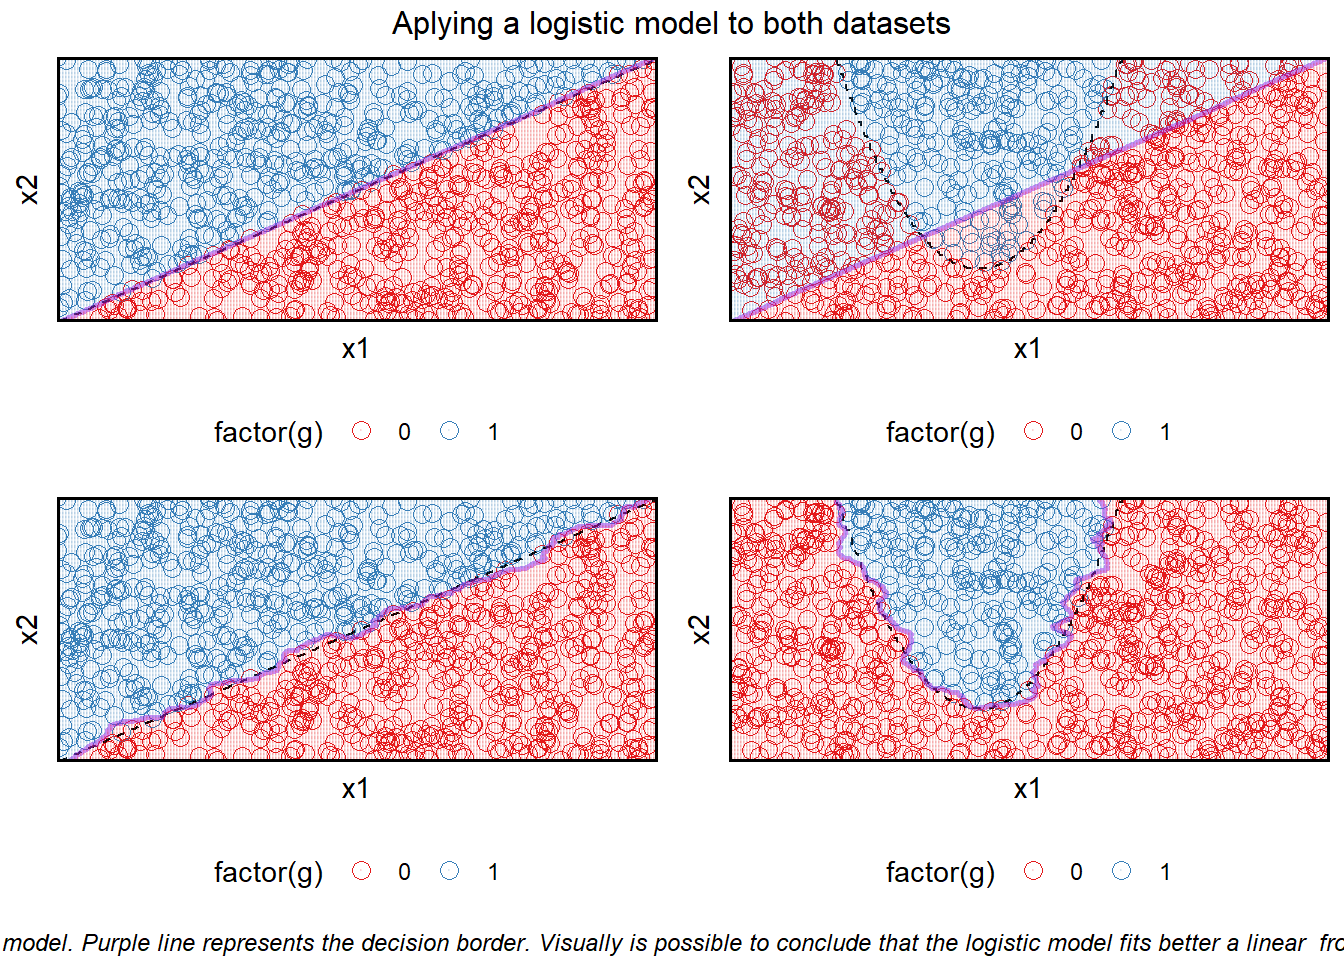 Aplying a logistic model to both datasets
x2
x1
factor(g) 0 1
x2
x1
factor(g) 0 1
x2
x1
factor(g) 0 1
x2
x1
factor(g) 0 1
model. Purple line represents the decision border. Visually is possible to conclude that the logistic model fits better a linear